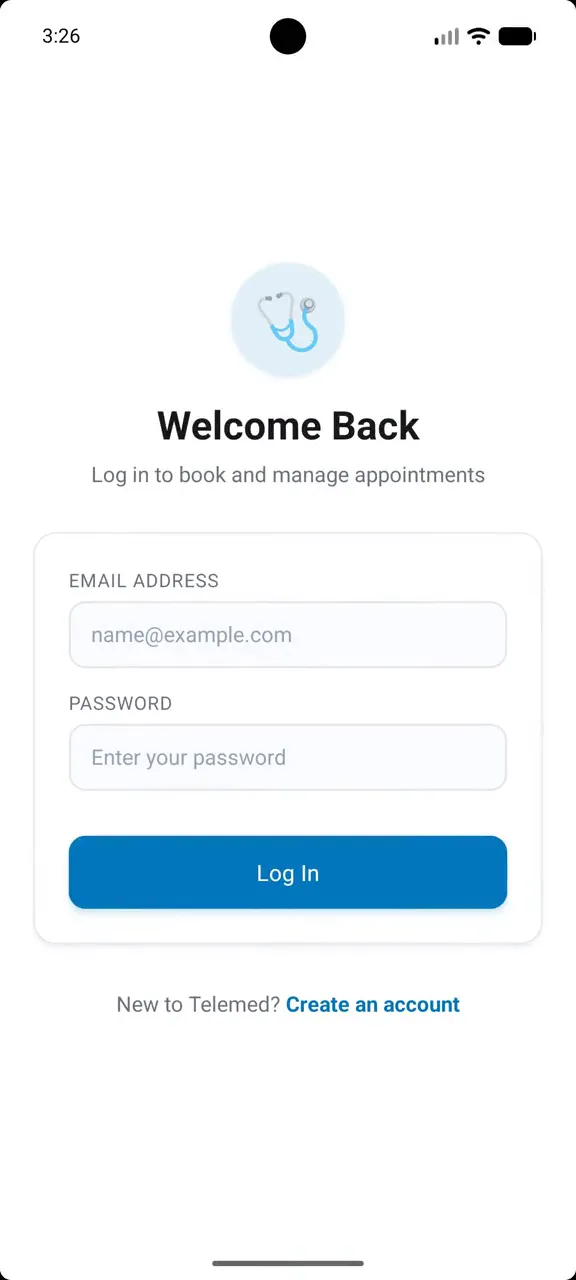 3:26
Welcome Back
Log in to book and manage appointments
EMAIL ADDRESS
name@example.com
PASSWORD
Enter your password
Log In
New to Telemed? Create an account